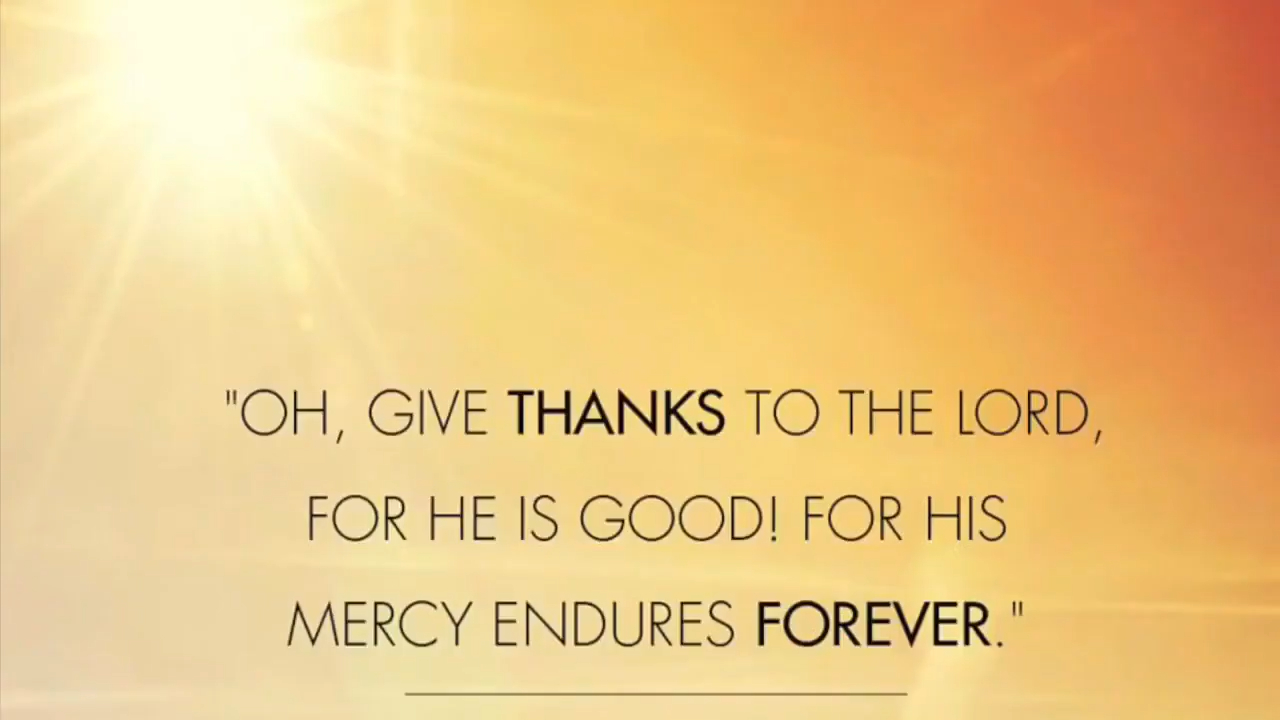 "OH, GIVE THANKS TO THE LORD,
FOR HE IS GOOD! FOR HIS
MERCY ENDURES FOREVER."